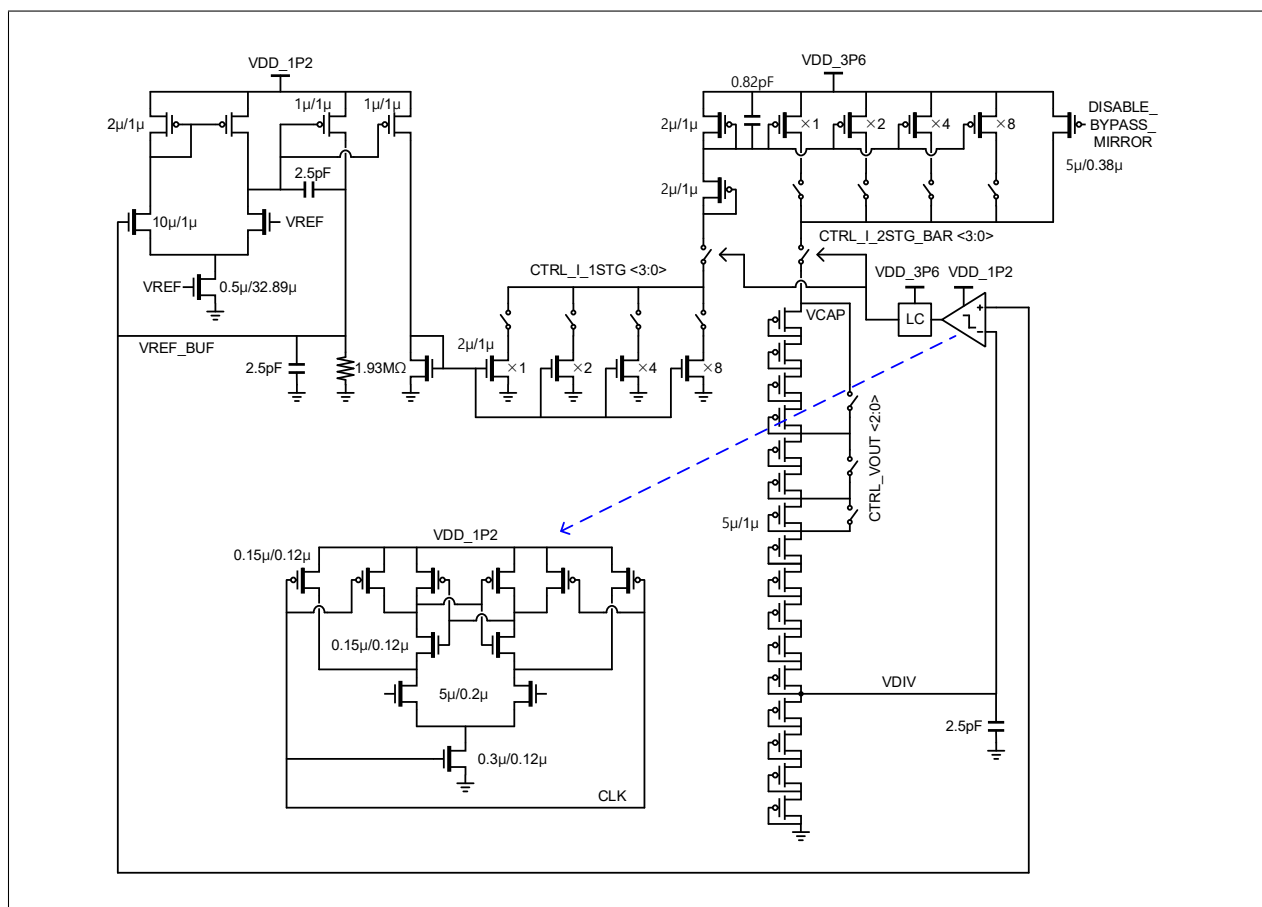 VDD_1P2
2µ/1µ
1µ/1µ
1µ/1µ
2.5pF
10µ/1µ
VREF
VREF
0.5µ/32.89µ
VREF_BUF
2.5pF
1.93MΩ
CTRL_I_1STG <3:0>
2µ/1µ
×1
×2
×4
×8
VDD_3P6
0.82pF
2µ/1µ
×1
×2
×4
×8
DISABLE_
BYPASS_
MIRROR
5µ/0.38µ
2µ/1µ
CTRL_I_2STG_BAR <3:0>
VDD_3P6
VDD_1P2
LC
+
-
VCAP
CTRL_VOUT <2:0>
5µ/1µ
VDIV
2.5pF
VDD_1P2
0.15µ/0.12µ
0.15µ/0.12µ
5µ/0.2µ
0.3µ/0.12µ
CLK